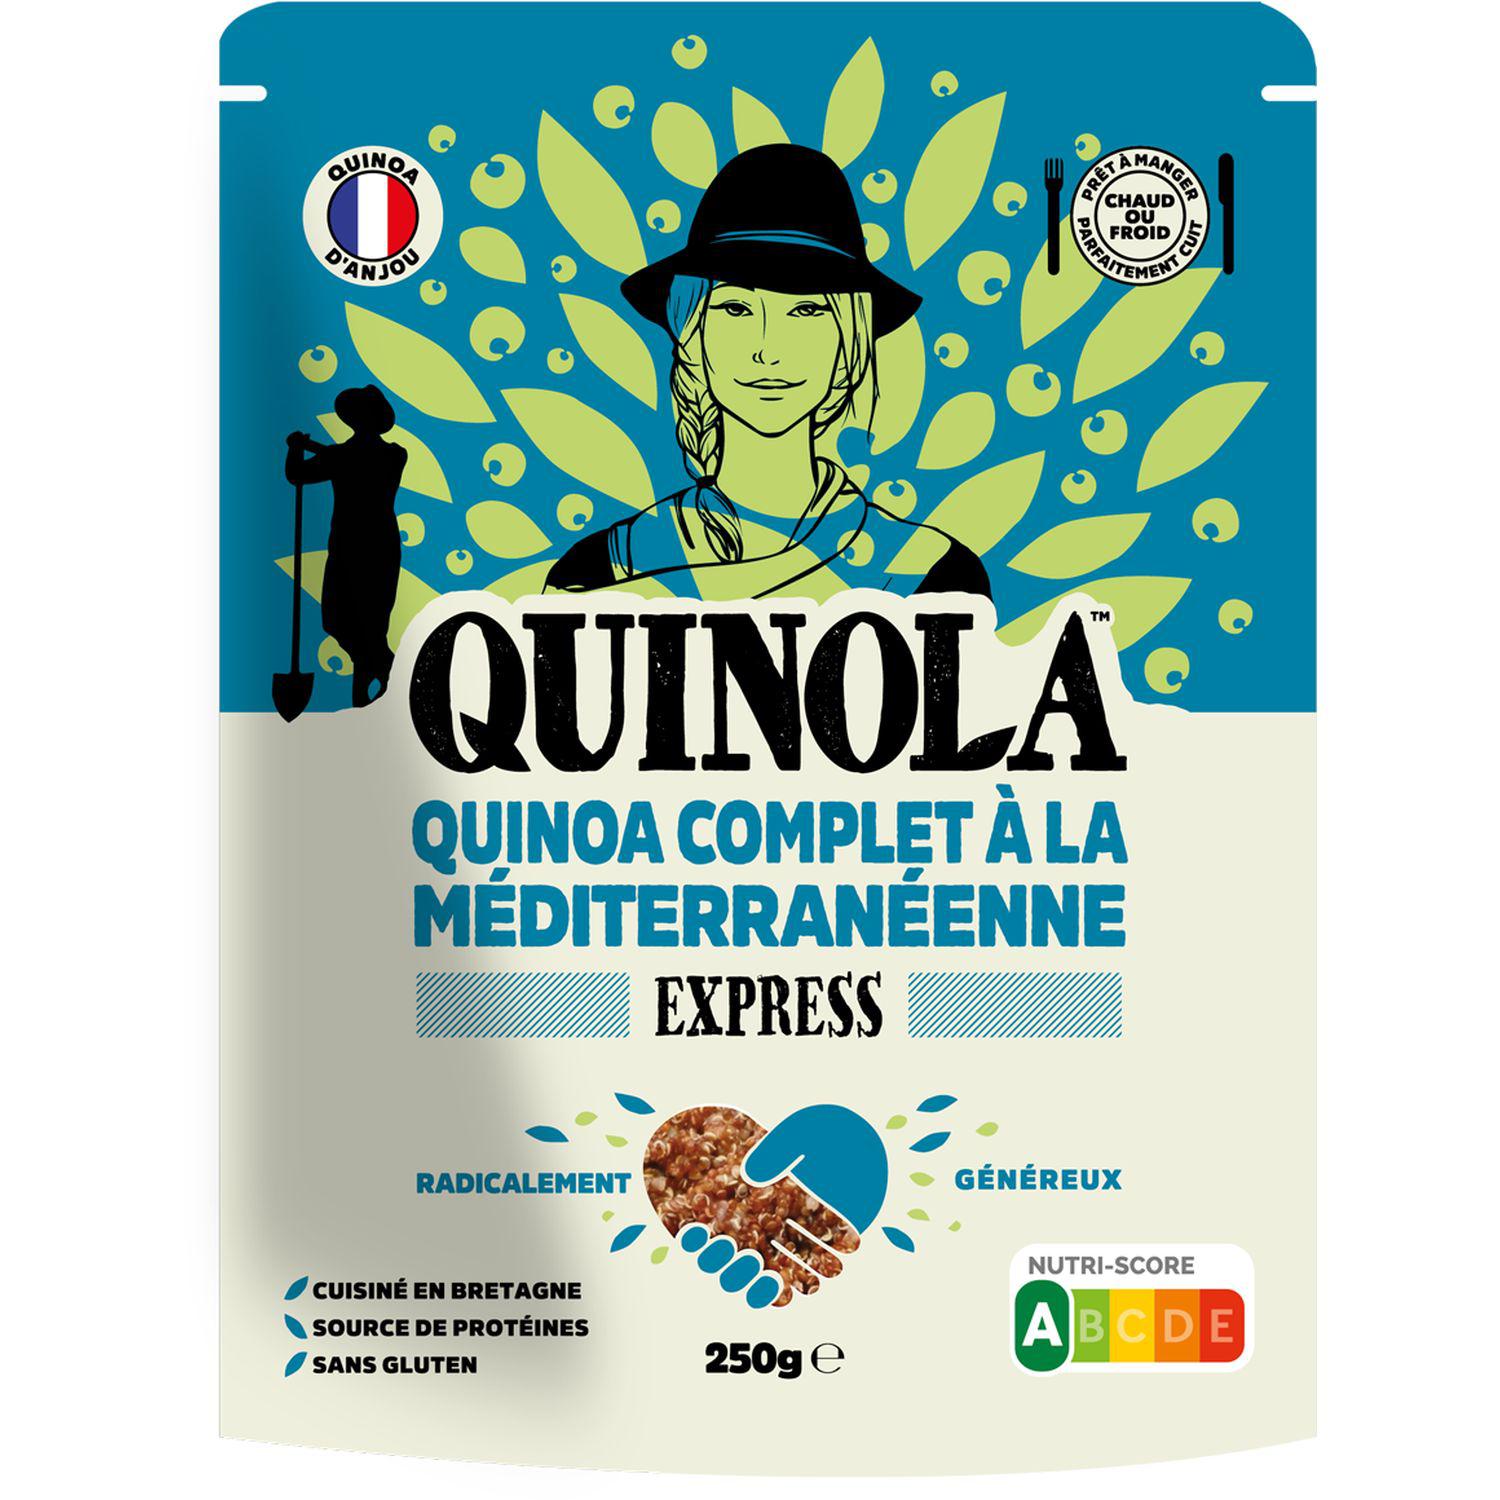 QUINOA
D'ANJOU
PRÊT À MANGER
CHAUD
OU
FROID
PARFAITEMENT CUIT
QUINOLA™
QUINOA COMPLET À LA
MÉDITERRANÉENNE
EXPRESS
RADICALEMENT
GÉNÉREUX
CUISINÉ EN BRETAGNE
SOURCE DE PROTÉINES
SANS GLUTEN
250g ℮
NUTRI-SCORE
A B C D E